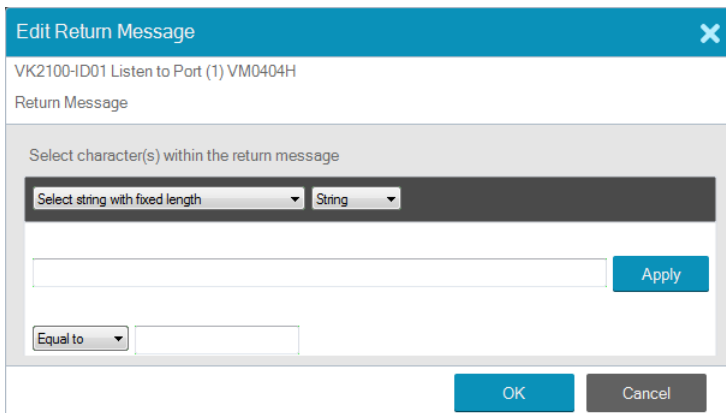 Edit Return Message
VK2100-ID01 Listen to Port (1) VM0404H
Return Message
Select character(s) within the return message
Select string with fixed length String
Apply
Equal to
OK Cancel